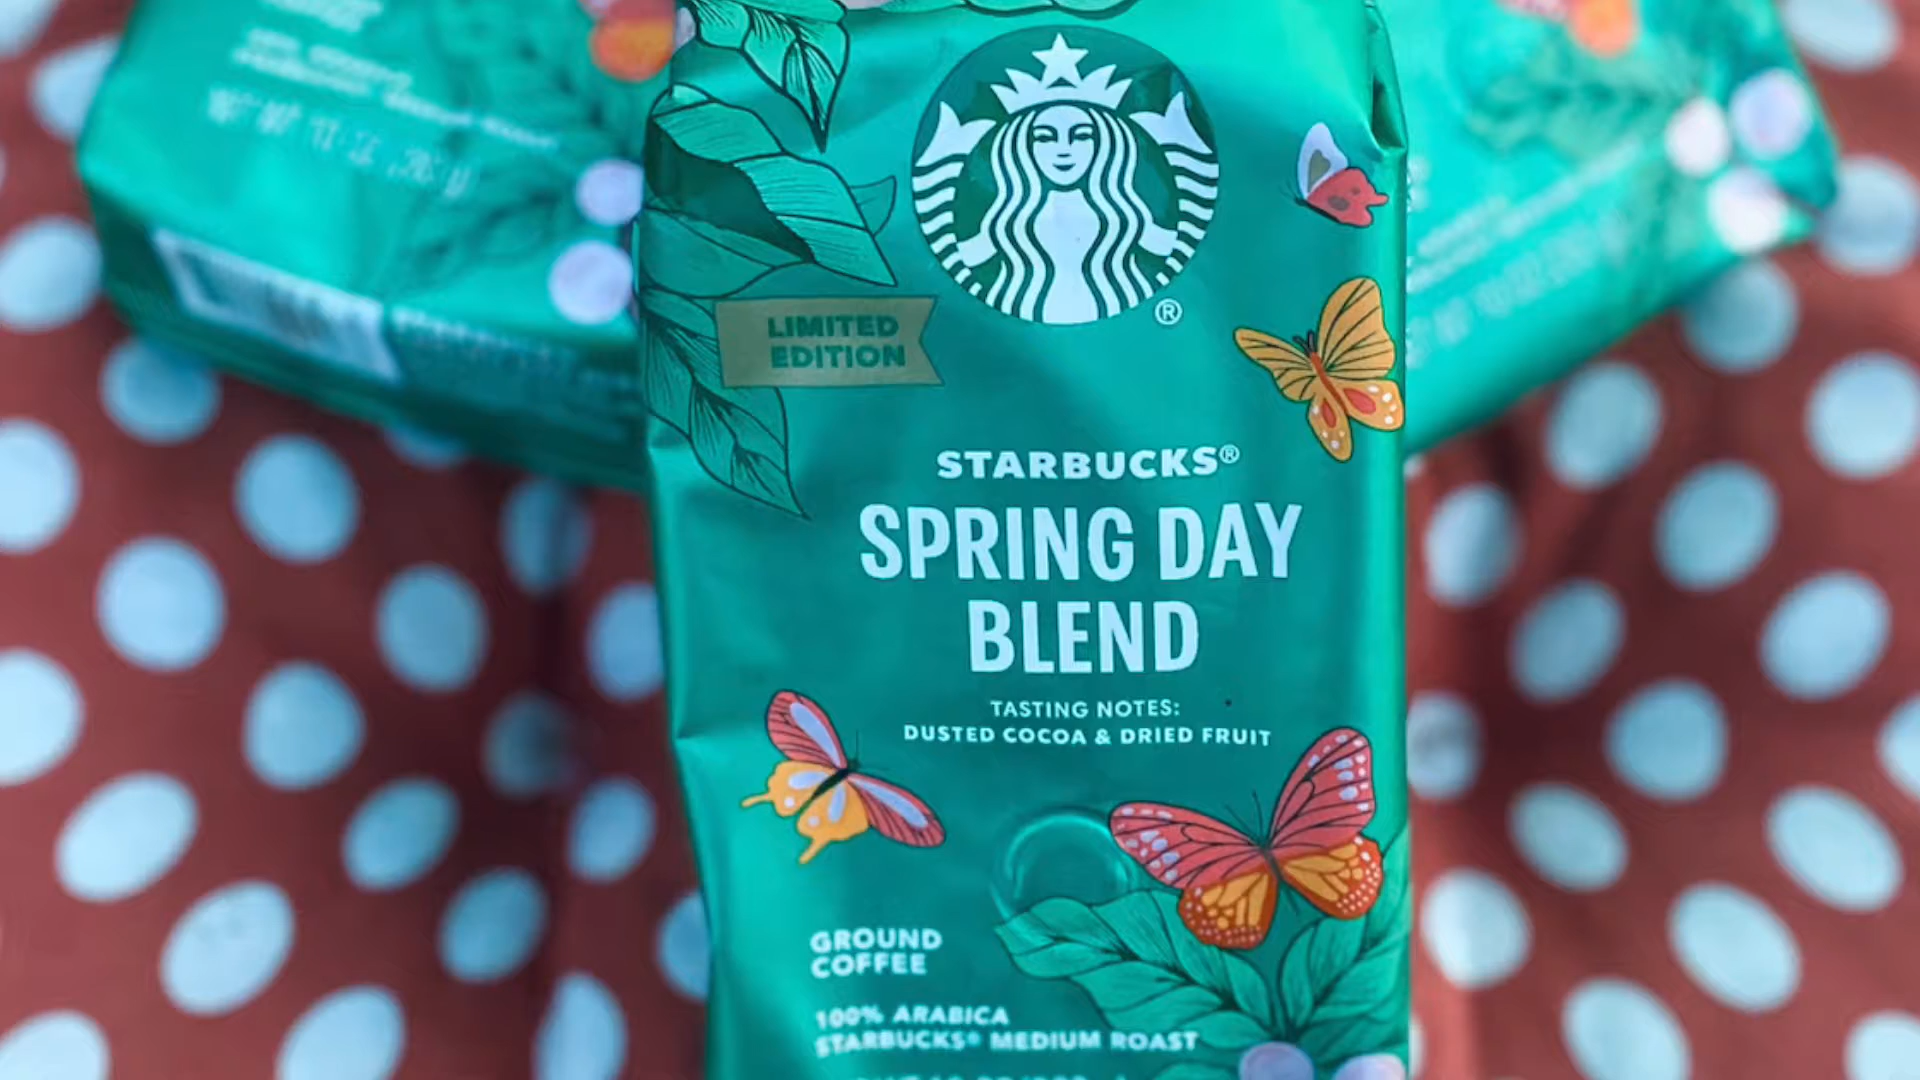 LIMITED
EDITION
STARBUCKS®
SPRING DAY
BLEND
TASTING NOTES:
DUSTED COCOA & DRIED FRUIT
GROUND
COFFEE
100% ARABICA
STARBUCKS® MEDIUM ROAST